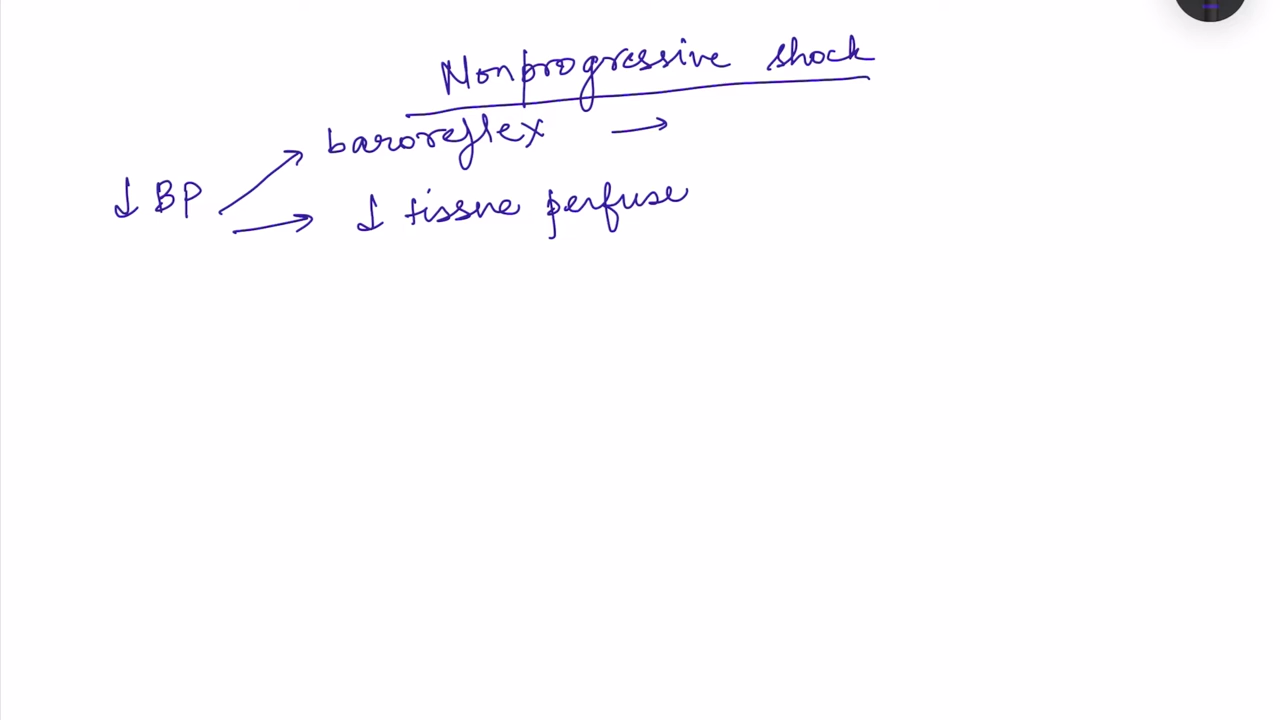 Nonprogressive shock
baroreflex →
↓ BP
↓ tissue perfuse